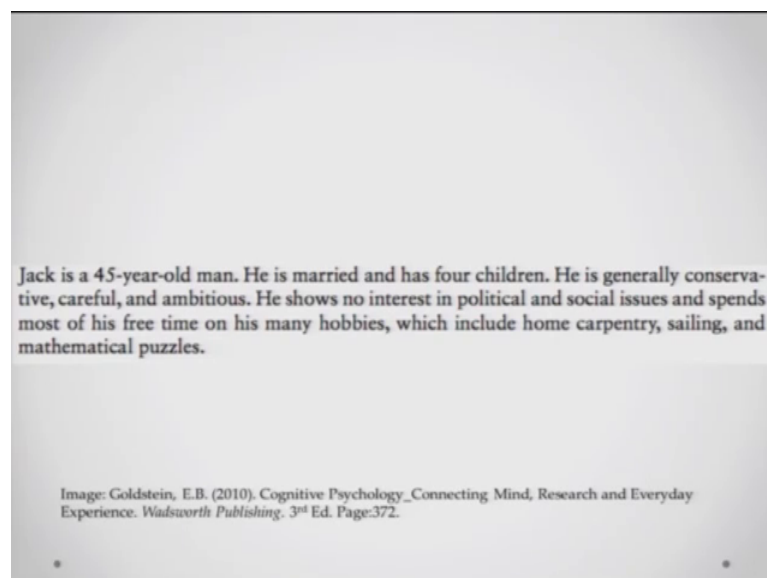 Jack is a 45-year-old man. He is married and has four children. He is generally conserva-
tive, careful, and ambitious. He shows no interest in political and social issues and spends
most of his free time on his many hobbies, which include home carpentry, sailing, and
mathematical puzzles.
Image: Goldstein, E.B. (2010). Cognitive Psychology_Connecting Mind, Research and Everyday
Experience. Wadsworth Publishing. 3rd Ed. Page:372.